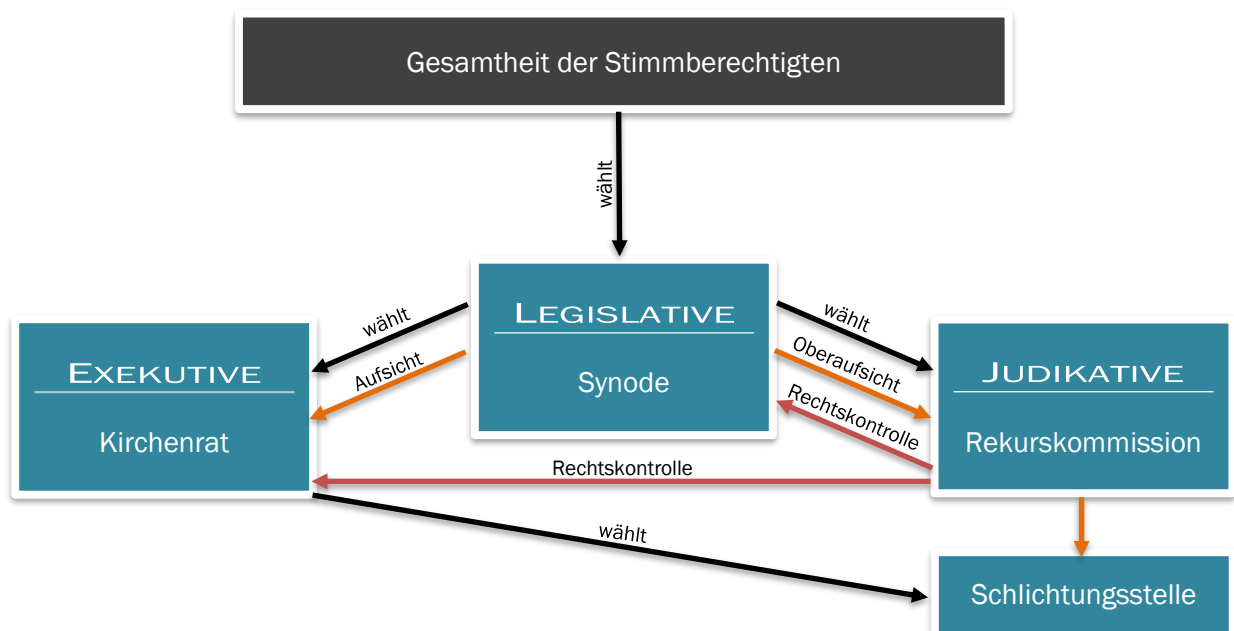 Gesamtheit der Stimmberechtigten
wählt
LEGISLATIVE
Synode
wählt
Aufsicht
wählt
Oberaufsicht
Rechtskontrolle
EXEKUTIVE
Kirchenrat
JUDIKATIVE
Rekurskommission
Rechtskontrolle
wählt
Schlichtungsstelle